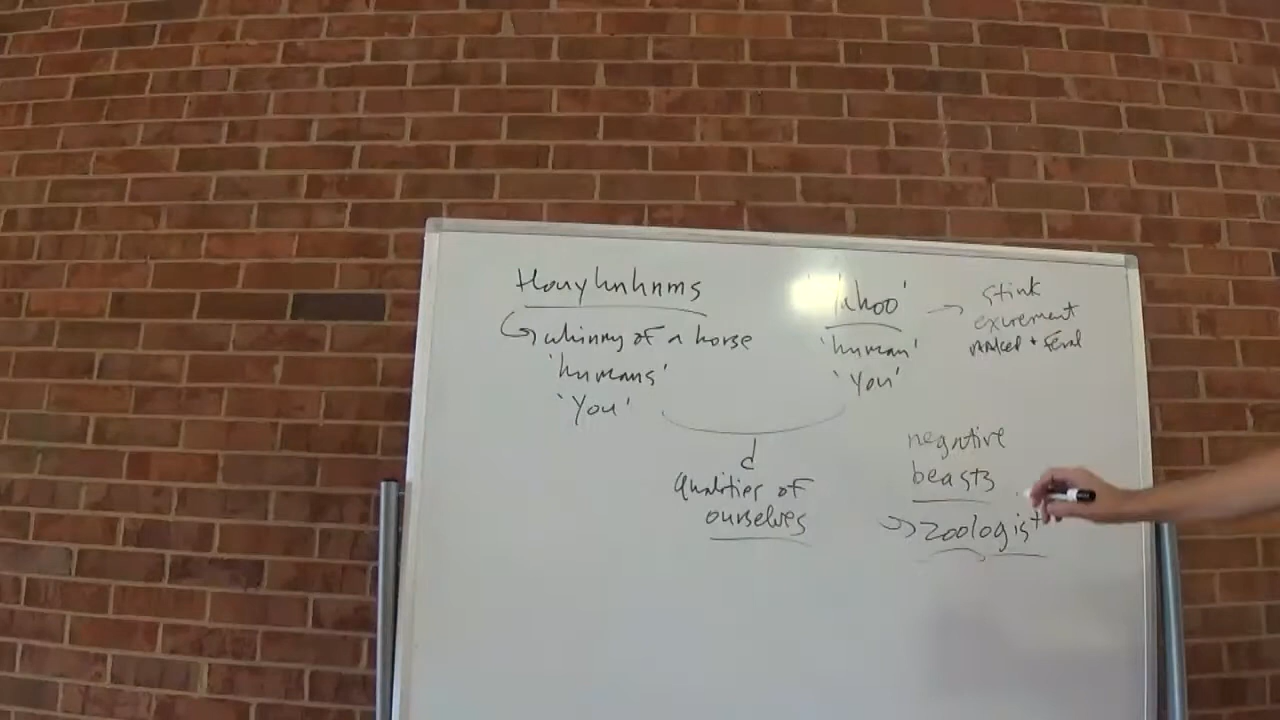 Houyhnhnms
whinny of a horse
'humans'
'You'
'Yahoo'
'human'
'You'
stink
excrement
naked + feral
qualities of
ourselves
negative
beasts
zoologist